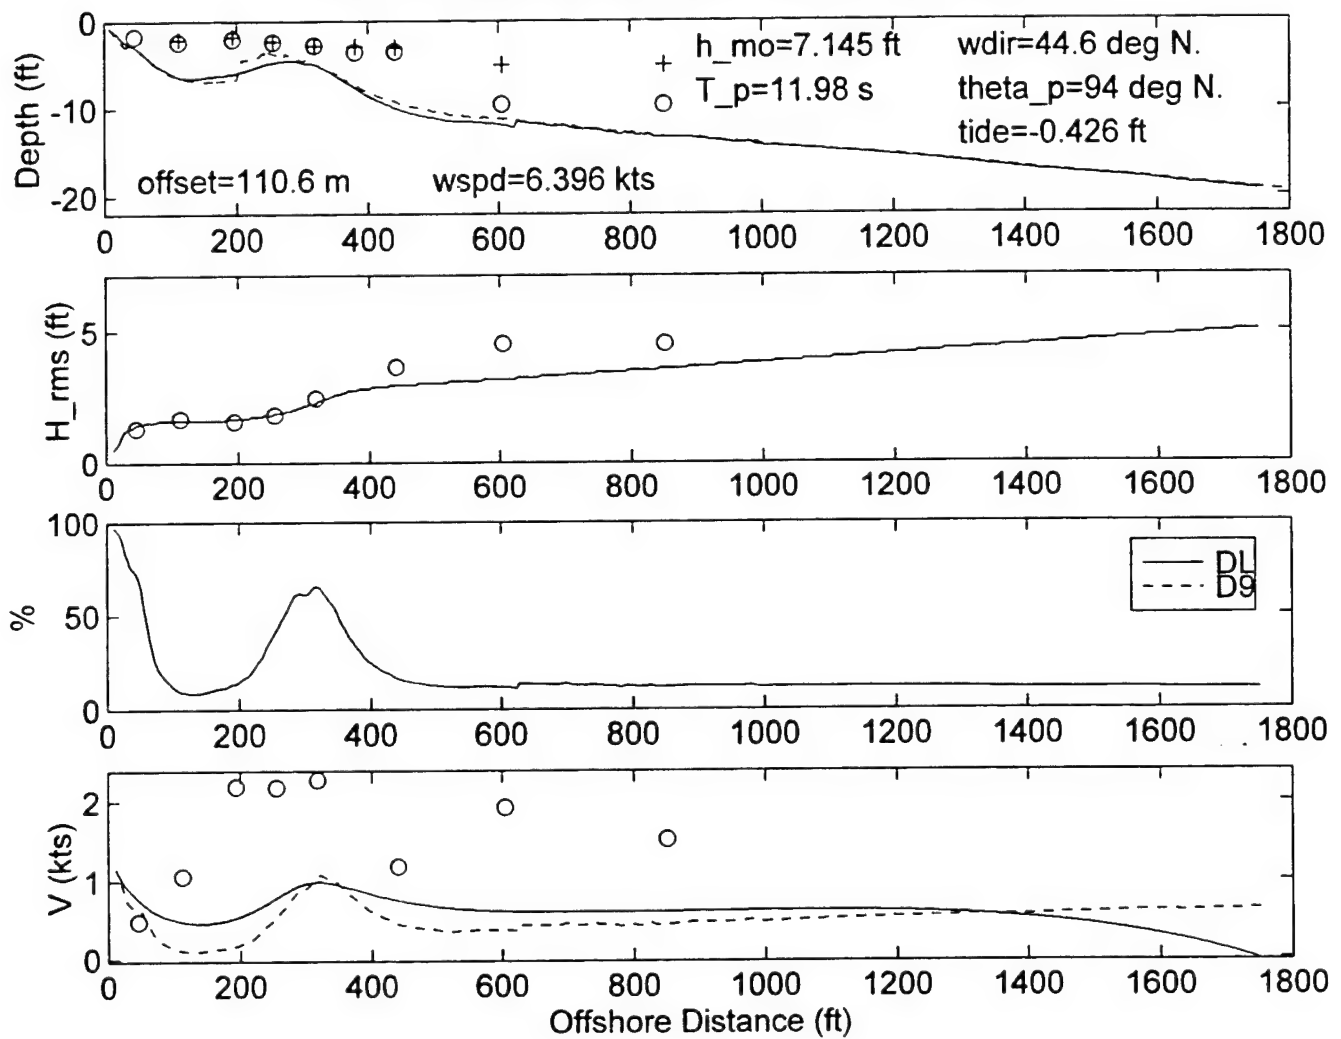 0
-10
-20
Depth (ft)
h_mo=7.145 ft
wdir=44.6 deg N.
T_p=11.98 s
theta_p=94 deg N.
tide=-0.426 ft
offset=110.6 m
wspd=6.396 kts
0 200 400 600 800 1000 1200 1400 1600 1800
H_rms (ft)
5
0
0 200 400 600 800 1000 1200 1400 1600 1800
%
100
50
0
DL
D9
0 200 400 600 800 1000 1200 1400 1600 1800
V (kts)
2
1
0
0 200 400 600 800 1000 1200 1400 1600 1800
Offshore Distance (ft)